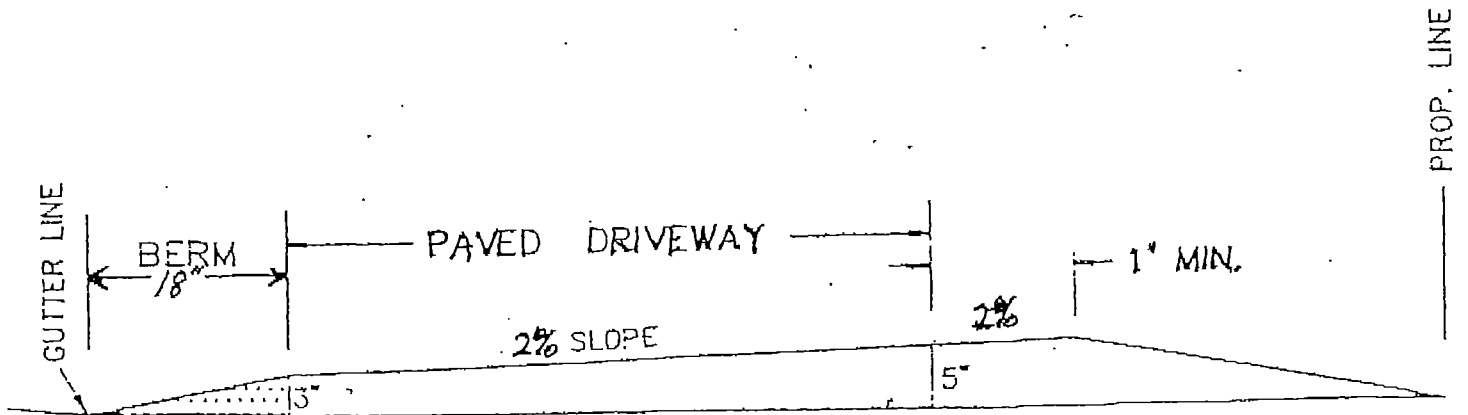 GUTTER LINE
BERM
18"
PAVED DRIVEWAY
1' MIN.
PROP. LINE
2% SLOPE
2%
3"
5"